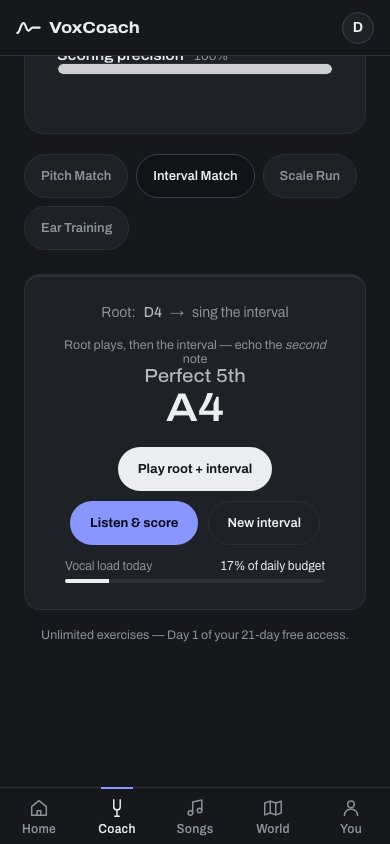 VoxCoach
D
Scoring precision 100%
Pitch Match
Interval Match
Scale Run
Ear Training
Root: D4 → sing the interval
Root plays, then the interval — echo the second
note
Perfect 5th
A4
Play root + interval
Listen & score
New interval
Vocal load today
17% of daily budget
Unlimited exercises — Day 1 of your 21-day free access.
Home
Coach
Songs
World
You